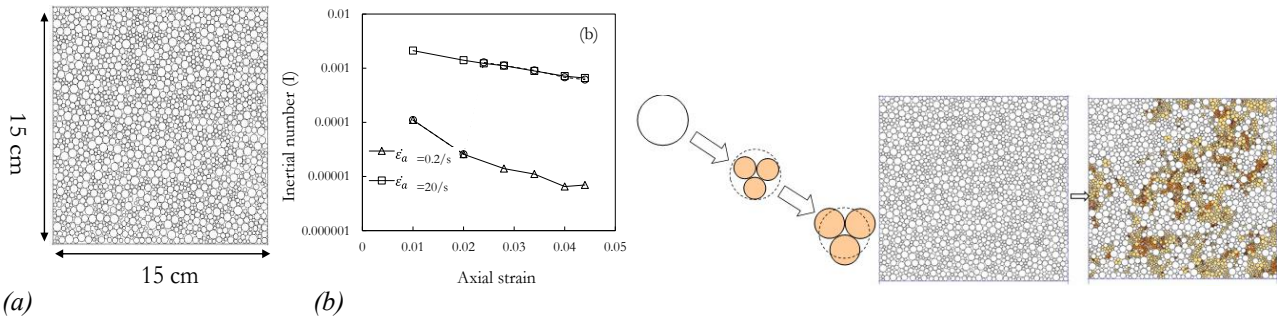 15 cm
15 cm
(a)
Inertial number (I)
0.01
0.001
0.0001
0.00001
0.000001
(b)
ε̇a =0.2/s
ε̇a =20/s
0
0.01
0.02
0.03
0.04
0.05
Axial strain
(b)